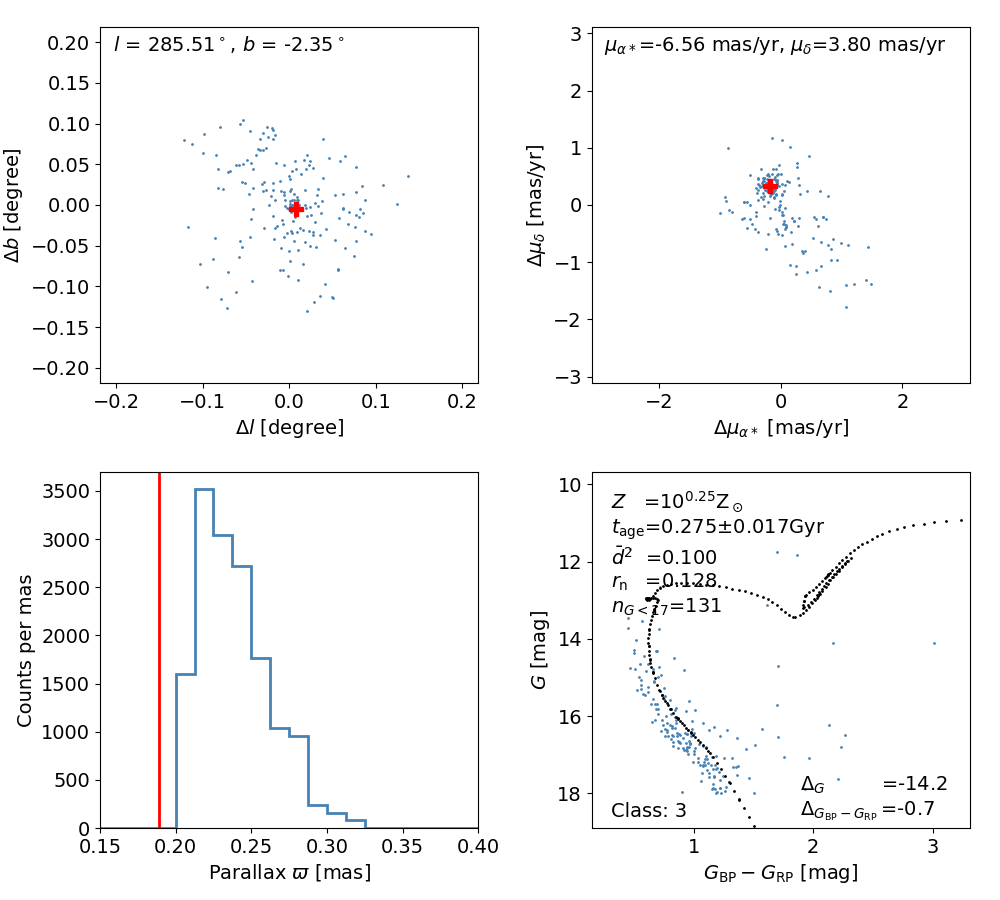 l = 285.51°, b = -2.35°
0.20
0.15
0.10
0.05
0.00
−0.05
−0.10
−0.15
−0.20
Δb [degree]
−0.2
−0.1
0.0
0.1
0.2
Δl [degree]
μα*=-6.56 mas/yr, μδ=3.80 mas/yr
3
2
1
0
−1
−2
−3
Δμδ [mas/yr]
−2
0
2
Δμα* [mas/yr]
3500
3000
2500
2000
1500
1000
500
0
Counts per mas
0.15
0.20
0.25
0.30
0.35
0.40
Parallax ϖ [mas]
10
12
14
16
18
G [mag]
Z =10^0.25 Z⊙
t_age=0.275±0.017Gyr
d̄² =0.100
r_n =0.128
n_G<17=131
Δ_G =-14.2
Δ_G_BP−G_RP =-0.7
Class: 3
1
2
3
G_BP − G_RP [mag]